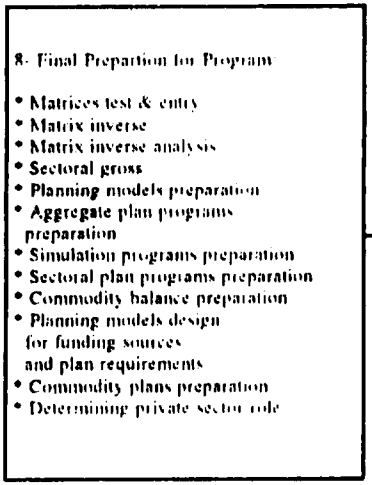 8- Final Prepartion for Program
* Matrices test & entry
* Matrix inverse
* Matrix inverse analysis
* Sectoral gross
* Planning models preparation
* Aggregate plan programs
preparation
* Simulation programs preparation
* Sectoral plan programs preparation
* Commodity balance preparation
* Planning models design
for funding sources
and plan requirements
* Commodity plans preparation
* Determining private sector role